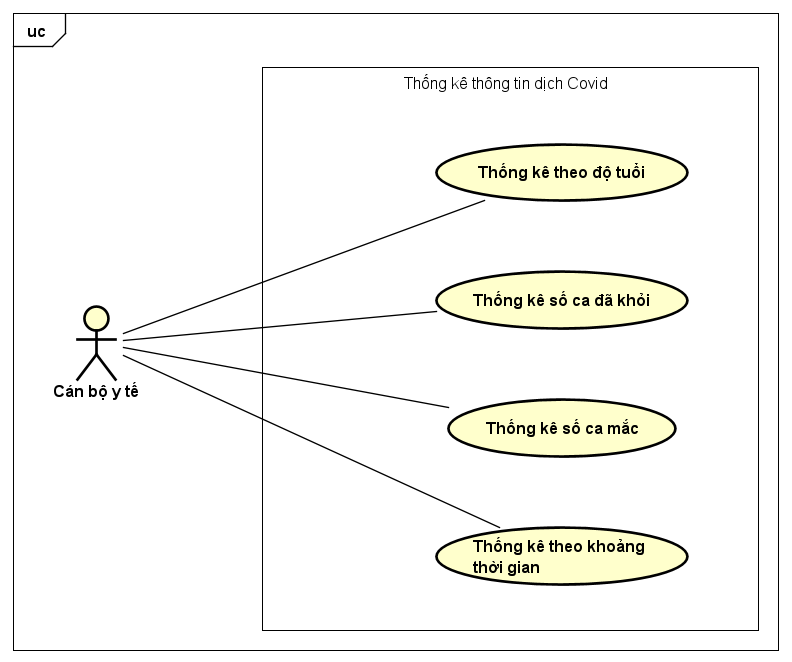 uc
Thống kê thông tin dịch Covid
Thống kê theo độ tuổi
Thống kê số ca đã khỏi
Cán bộ y tế
Thống kê số ca mắc
Thống kê theo khoảng
thời gian